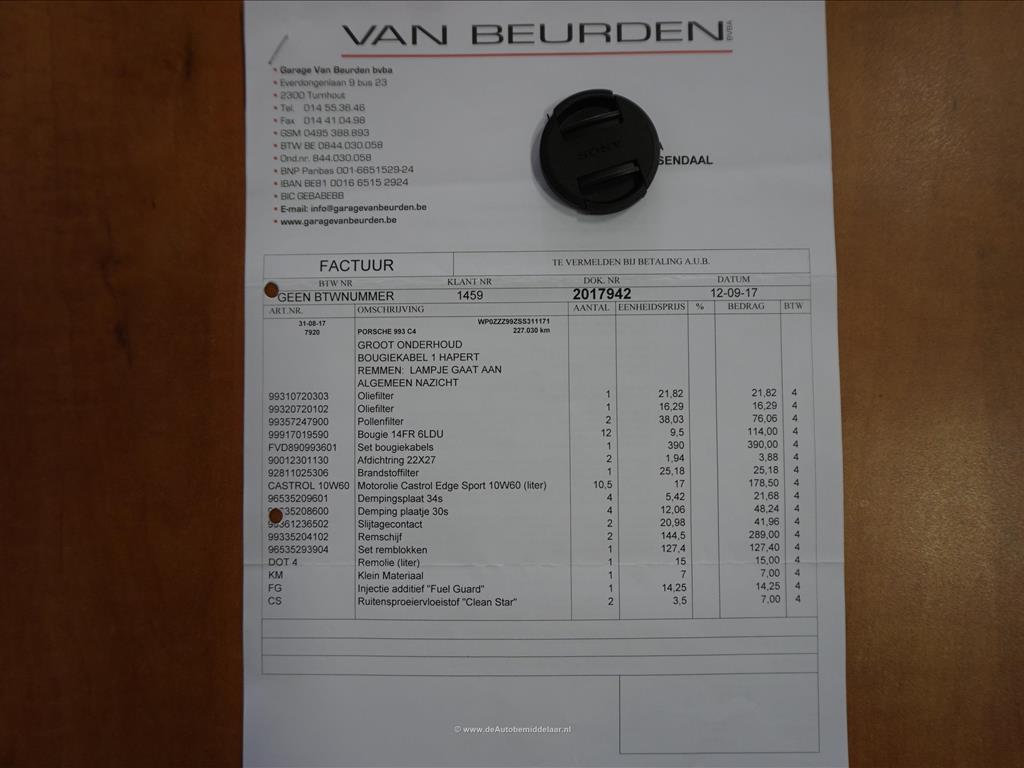 VAN BEURDEN BVBA
• Garage Van Beurden bvba
• Everdongenlaan 9 bus 23
• 2300 Turnhout
• Tel. 014 55.36.46
• Fax 014 41.04.98
• GSM 0495 388.893
• BTW BE 0844.030.058
• Ond.nr. 844.030.058
• BNP Paribas 001-6651529-24
• IBAN BE81 0016 6515 2924
• BIC GEBABEBB
• E-mail: info@garagevanbeurden.be
• www.garagevanbeurden.be
SONY
SENDAAL
FACTUUR TE VERMELDEN BIJ BETALING A.U.B.
BTW NR KLANT NR DOK. NR DATUM
GEEN BTWNUMMER 1459 2017942 12-09-17
ART.NR. OMSCHRIJVING AANTAL EENHEIDSPRIJS % BEDRAG BTW
31-08-17 WP0ZZZ99ZSS311171
7920 PORSCHE 993 C4 227.030 km
GROOT ONDERHOUD
BOUGIEKABEL 1 HAPERT
REMMEN: LAMPJE GAAT AAN
ALGEMEEN NAZICHT
99310720303 Oliefilter 1 21,82 21,82 4
99320720102 Oliefilter 1 16,29 16,29 4
99357247900 Pollenfilter 2 38,03 76,06 4
99917019590 Bougie 14FR 6LDU 12 9,5 114,00 4
FVD890993601 Set bougiekabels 1 390 390,00 4
90012301130 Afdichtring 22X27 2 1,94 3,88 4
92811025306 Brandstoffilter 1 25,18 25,18 4
CASTROL 10W60 Motorolie Castrol Edge Sport 10W60 (liter) 10,5 17 178,50 4
96535209601 Dempingsplaat 34s 4 5,42 21,68 4
35208600 Demping plaatje 30s 4 12,06 48,24 4
99361236502 Slijtagecontact 2 20,98 41,96 4
99335204102 Remschijf 2 144,5 289,00 4
96535293904 Set remblokken 1 127,4 127,40 4
DOT 4 Remolie (liter) 1 15 15,00 4
KM Klein Materiaal 1 7 7,00 4
FG Injectie additief "Fuel Guard" 1 14,25 14,25 4
CS Ruitensproeiervloeistof "Clean Star" 2 3,5 7,00 4
© www.deAutobemiddelaar.nl